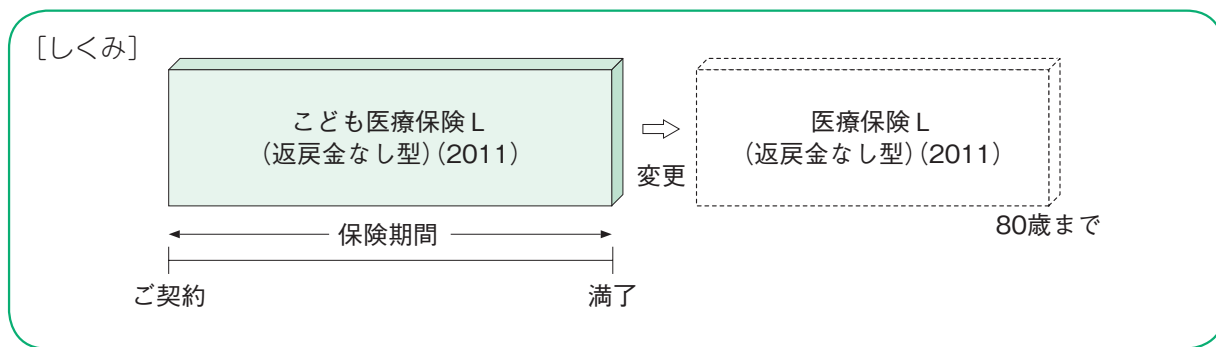 ［しくみ］
こども医療保険Ｌ
（返戻金なし型）（2011）
変更
医療保険Ｌ
（返戻金なし型）（2011）
80歳まで
保険期間
ご契約
満了